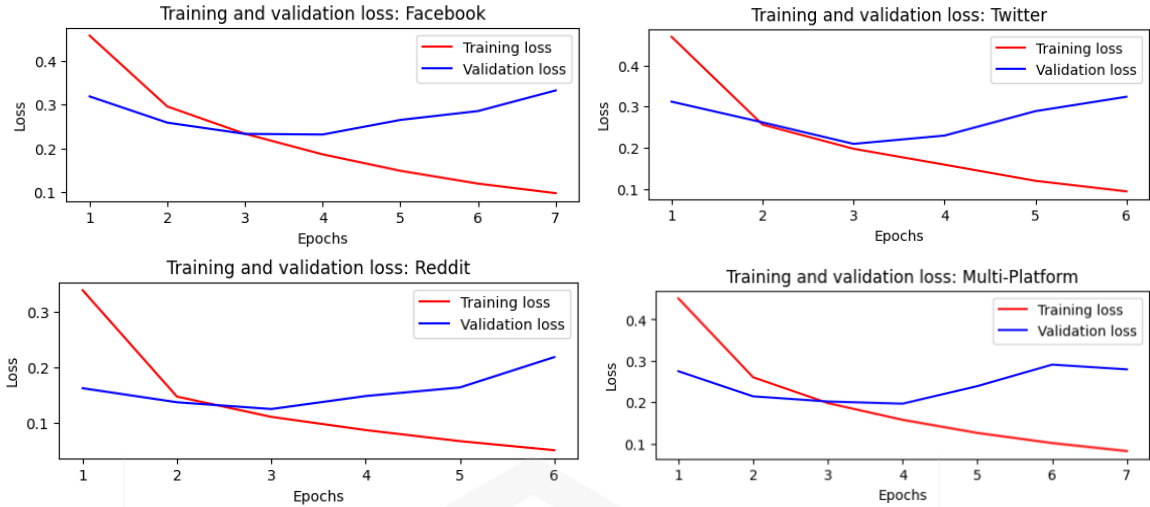 Training and validation loss: Facebook
Training loss
Validation loss
0.4
0.3
0.2
0.1
Loss
1 2 3 4 5 6 7
Epochs
Training and validation loss: Twitter
Training loss
Validation loss
0.4
0.3
0.2
0.1
Loss
1 2 3 4 5 6
Epochs
Training and validation loss: Reddit
Training loss
Validation loss
0.3
0.2
0.1
Loss
1 2 3 4 5 6
Epochs
Training and validation loss: Multi-Platform
Training loss
Validation loss
0.4
0.3
0.2
0.1
Loss
1 2 3 4 5 6 7
Epochs